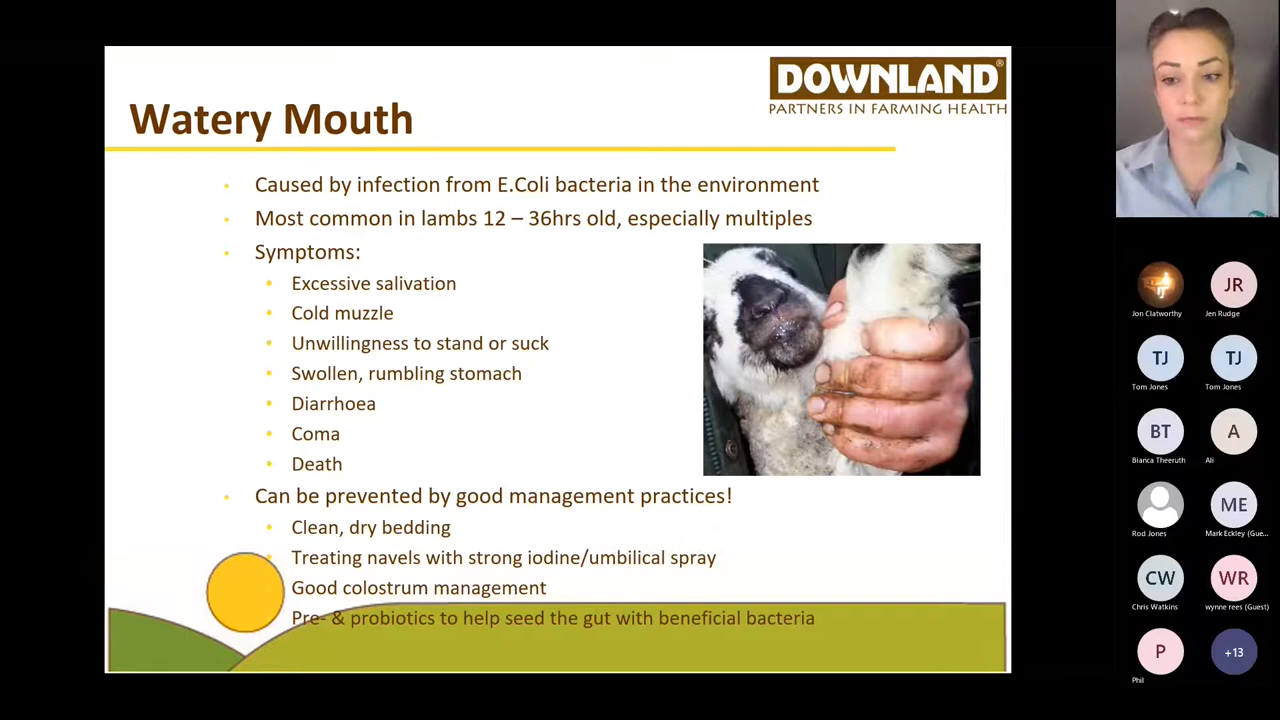 DOWNLAND®
PARTNERS IN FARMING HEALTH
Watery Mouth
Caused by infection from E.Coli bacteria in the environment
Most common in lambs 12 – 36hrs old, especially multiples
Symptoms:
Excessive salivation
Cold muzzle
Unwillingness to stand or suck
Swollen, rumbling stomach
Diarrhoea
Coma
Death
Can be prevented by good management practices!
Clean, dry bedding
Treating navels with strong iodine/umbilical spray
Good colostrum management
Pre- & probiotics to help seed the gut with beneficial bacteria
JR
Jon Clatworthy
Jen Rudge
TJ
TJ
Tom Jones
Tom Jones
BT
A
Bianca Theeruth
Ali
ME
Rod Jones
Mark Eckley (Gue...
CW
WR
Chris Watkins
wynne rees (Guest)
P
+13
Phil